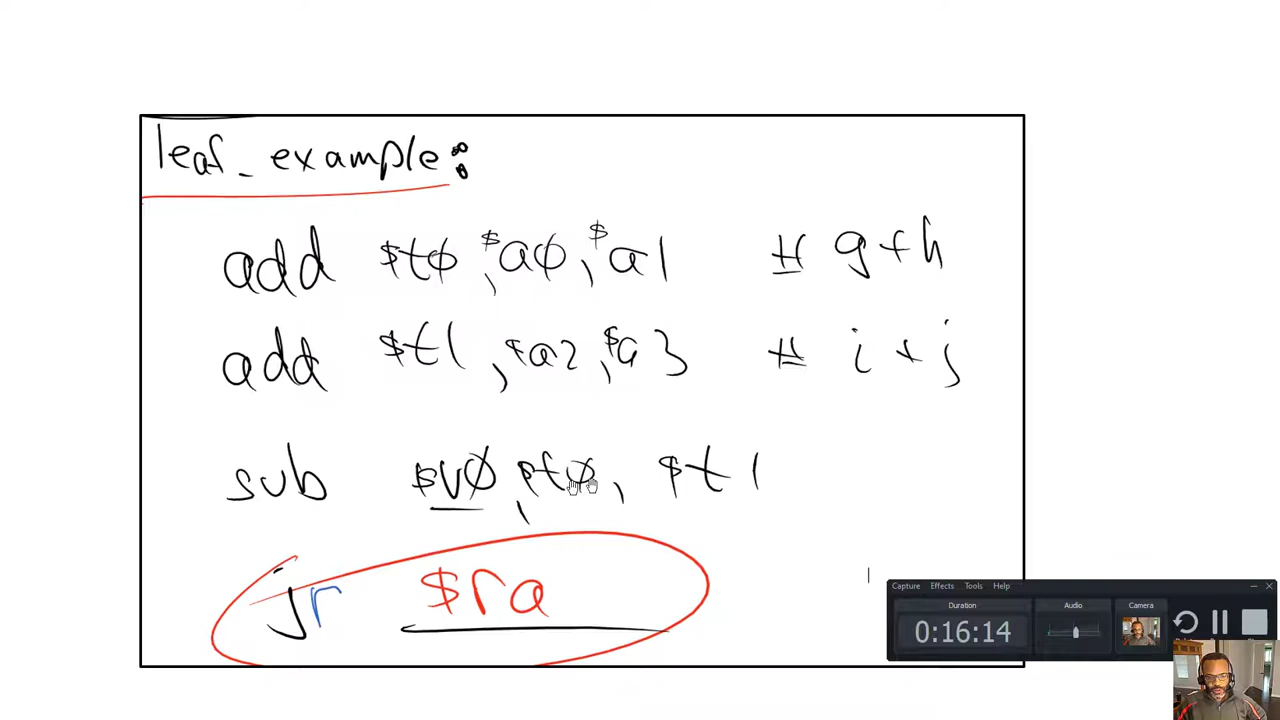 leaf_example:
add $t0, $a0, $a1 # g+h
add $t1, $a2, $a3 # i+j
sub $v0, $t0, $t1
jr $ra
Capture Effects Tools Help
Duration Audio Camera
0:16:14